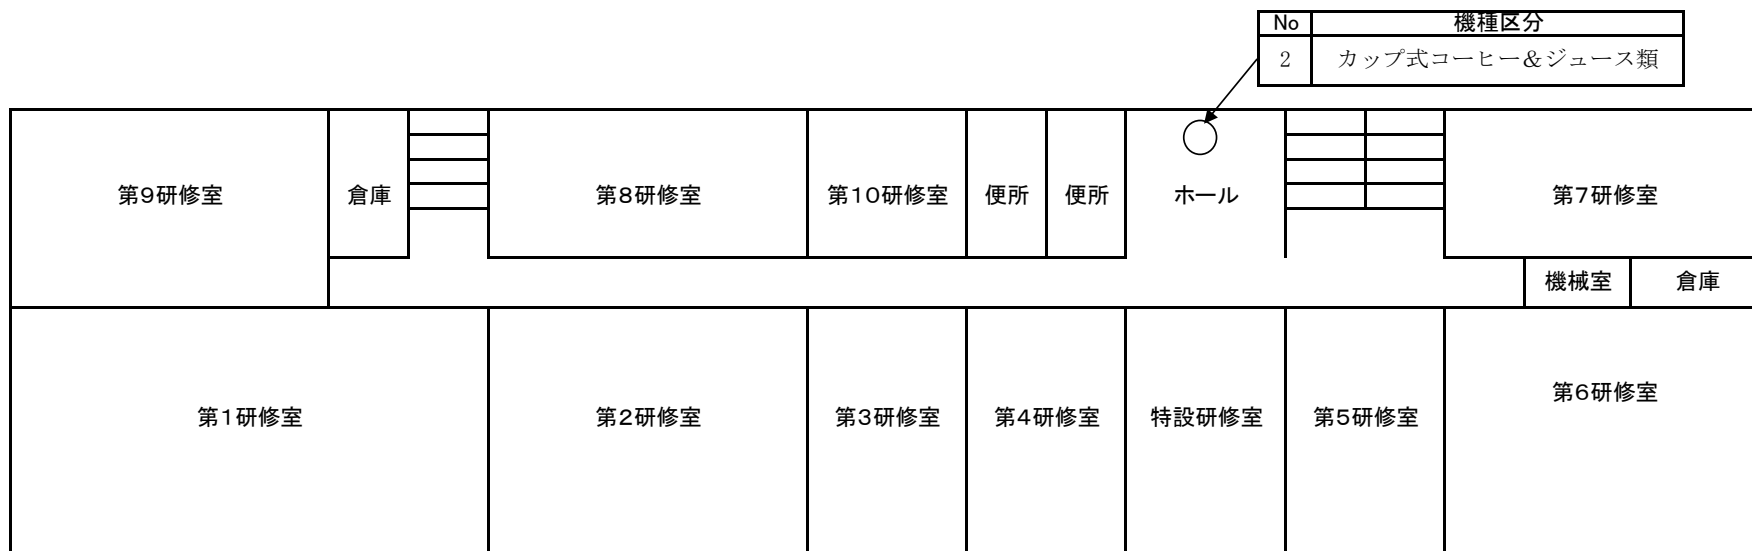 No 機種区分
2 カップ式コーヒー＆ジュース類
第9研修室 倉庫 第8研修室 第10研修室 便所 便所 ホール 第7研修室
機械室 倉庫
第1研修室 第2研修室 第3研修室 第4研修室 特設研修室 第5研修室 第6研修室